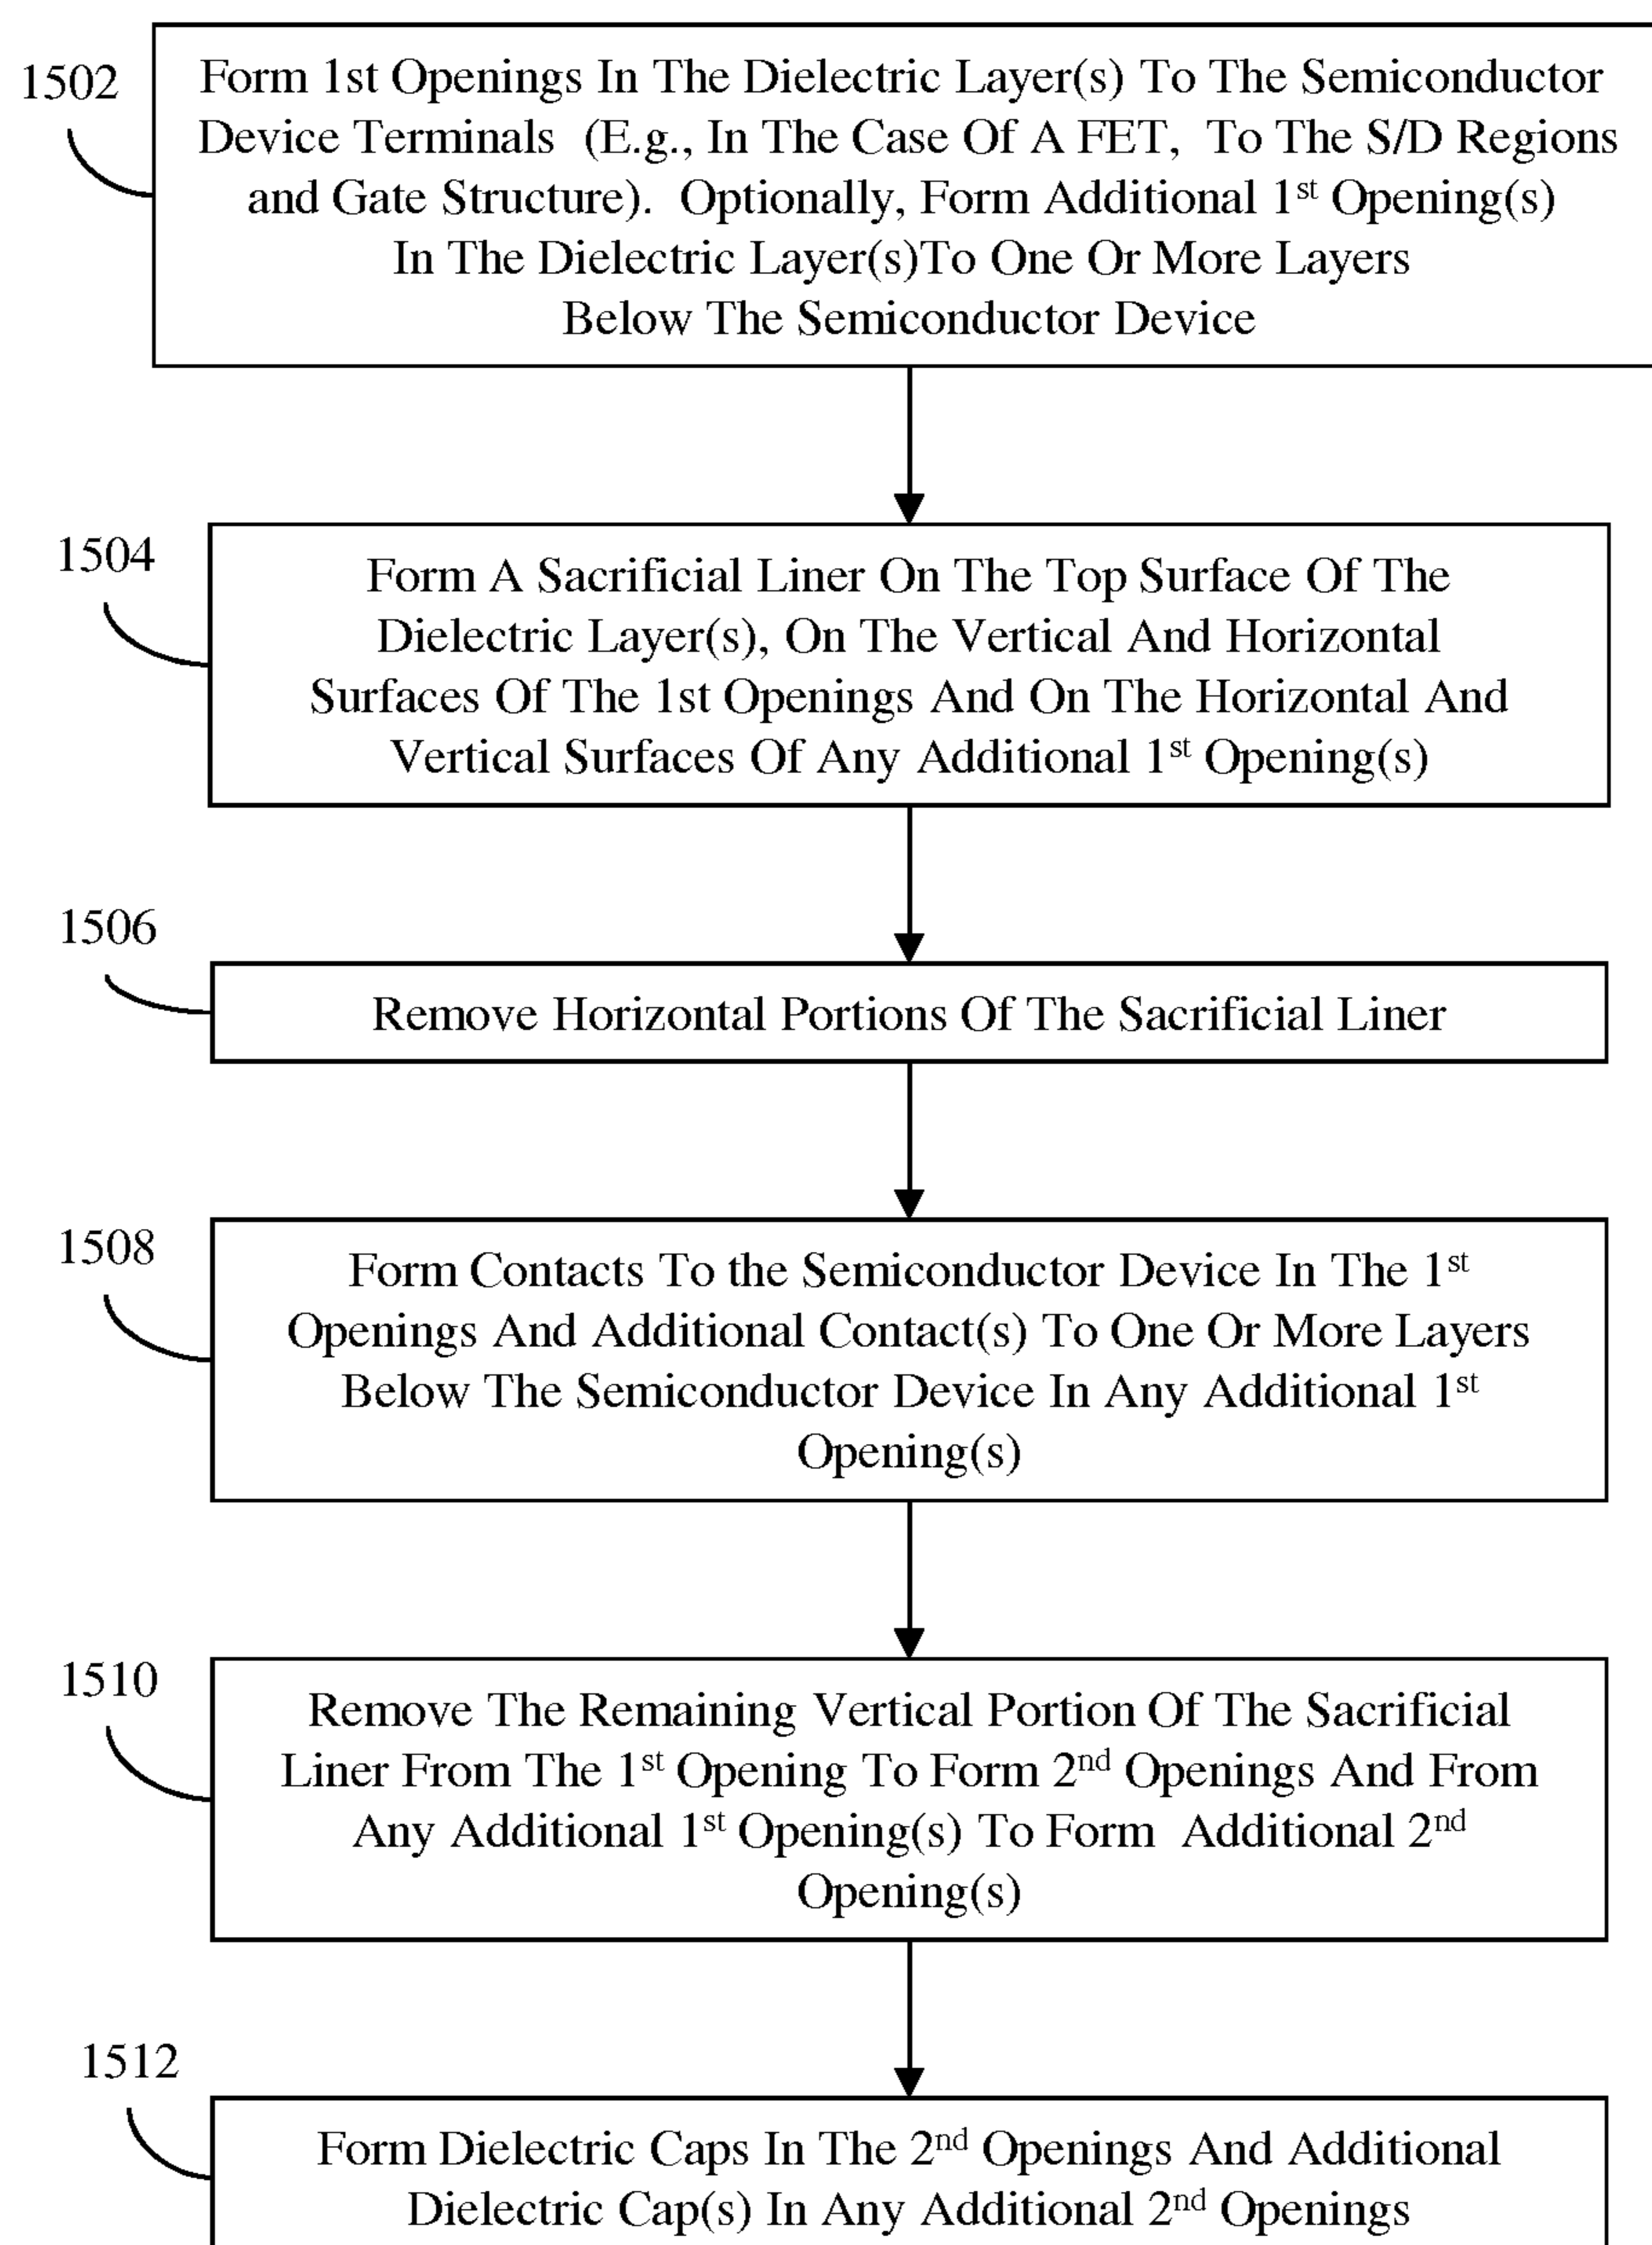 1502
Form 1st Openings In The Dielectric Layer(s) To The Semiconductor
Device Terminals (E.g., In The Case Of A FET, To The S/D Regions
and Gate Structure). Optionally, Form Additional 1st Opening(s)
In The Dielectric Layer(s)To One Or More Layers
Below The Semiconductor Device
1504
Form A Sacrificial Liner On The Top Surface Of The
Dielectric Layer(s), On The Vertical And Horizontal
Surfaces Of The 1st Openings And On The Horizontal And
Vertical Surfaces Of Any Additional 1st Opening(s)
1506
Remove Horizontal Portions Of The Sacrificial Liner
1508
Form Contacts To the Semiconductor Device In The 1st
Openings And Additional Contact(s) To One Or More Layers
Below The Semiconductor Device In Any Additional 1st
Opening(s)
1510
Remove The Remaining Vertical Portion Of The Sacrificial
Liner From The 1st Opening To Form 2nd Openings And From
Any Additional 1st Opening(s) To Form Additional 2nd
Opening(s)
1512
Form Dielectric Caps In The 2nd Openings And Additional
Dielectric Cap(s) In Any Additional 2nd Openings